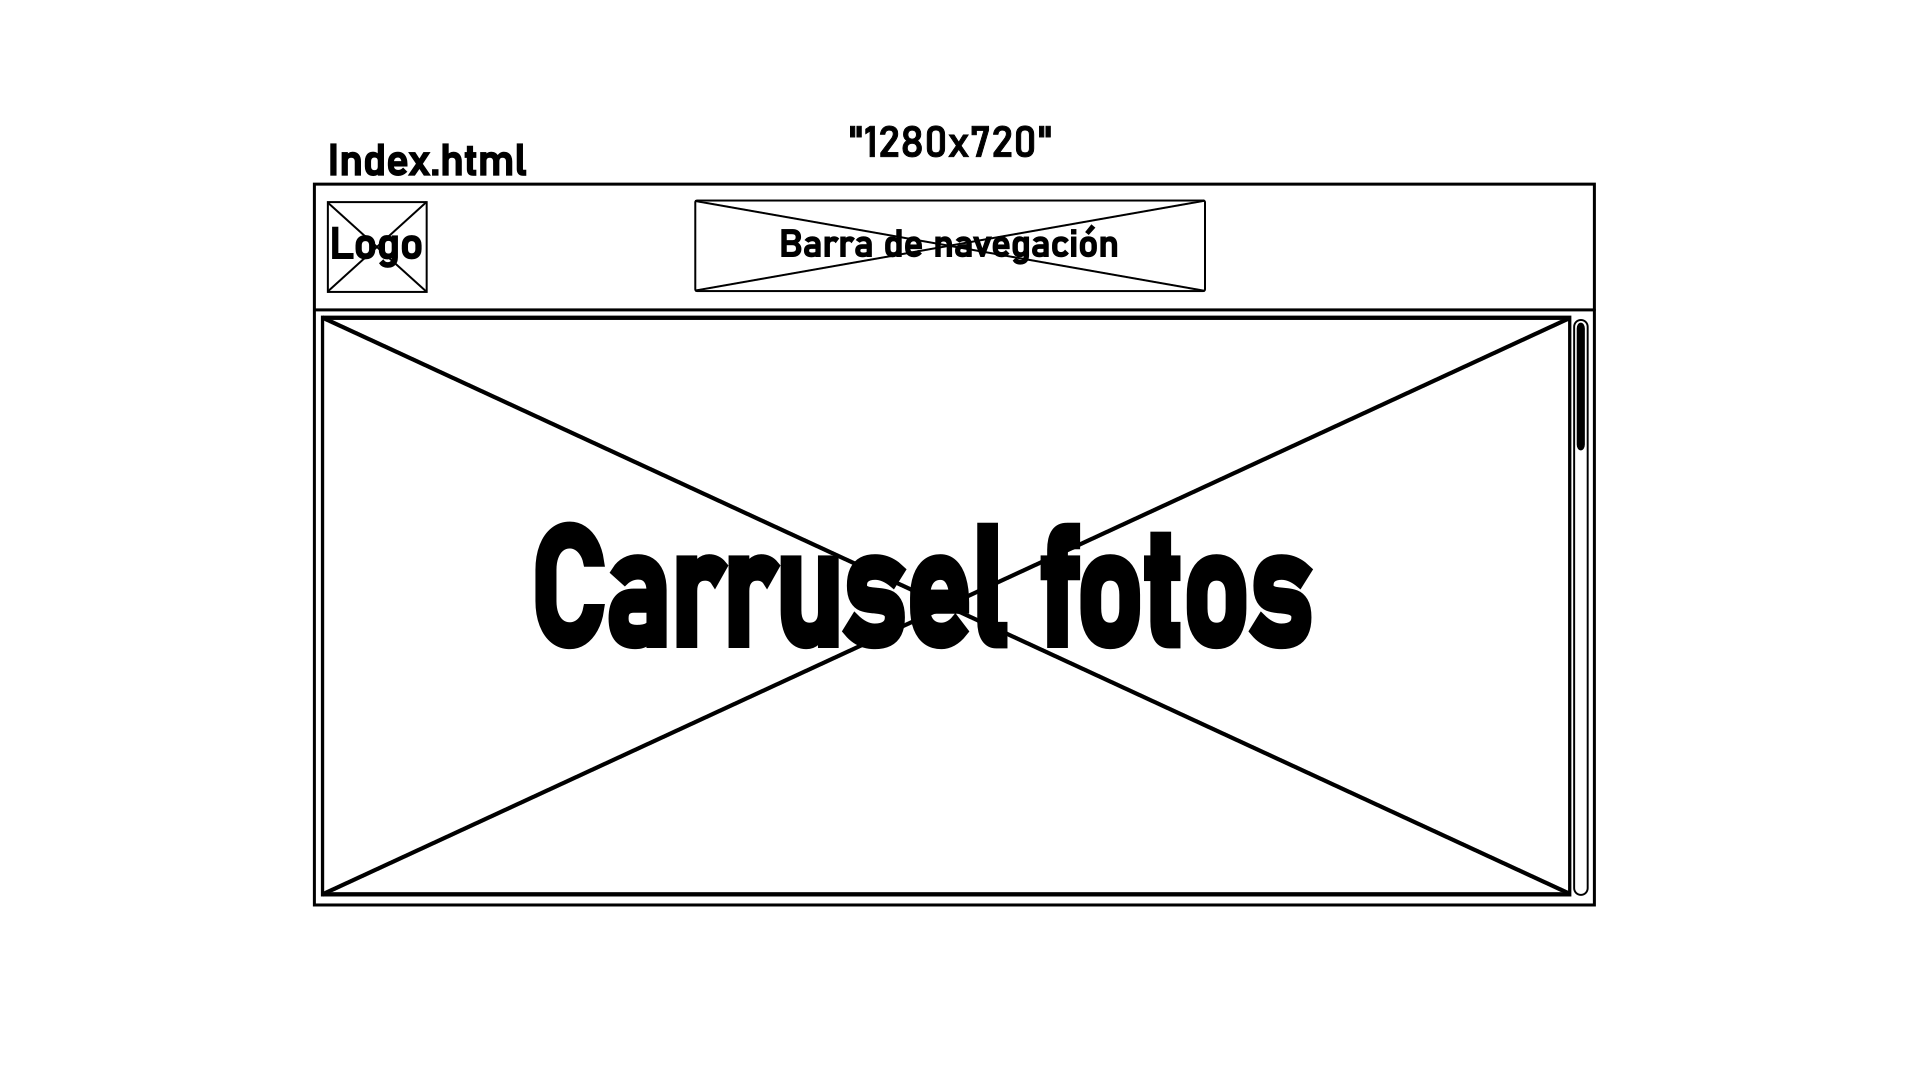 "1280x720"
Index.html
Logo
Barra de navegación
Carrusel fotos